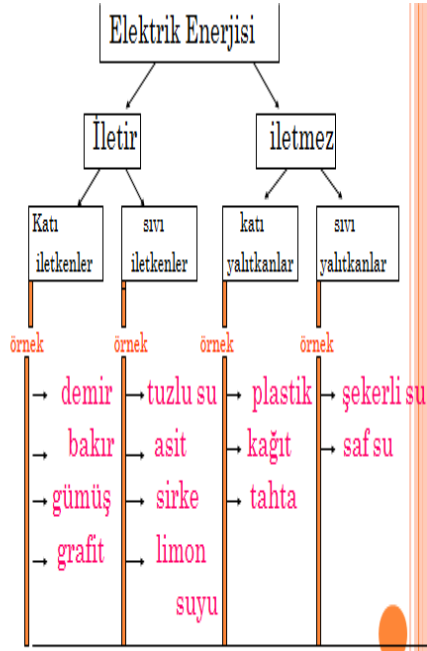 Elektrik Enerjisi
İletir
iletmez
Katı
iletkenler
sıvı
iletkenler
katı
yalıtkanlar
sıvı
yalıtkanlar
örnek
örnek
örnek
örnek
demir
bakır
gümüş
grafit
tuzlu su
asit
sirke
limon
suyu
plastik
kağıt
tahta
şekerli su
saf su